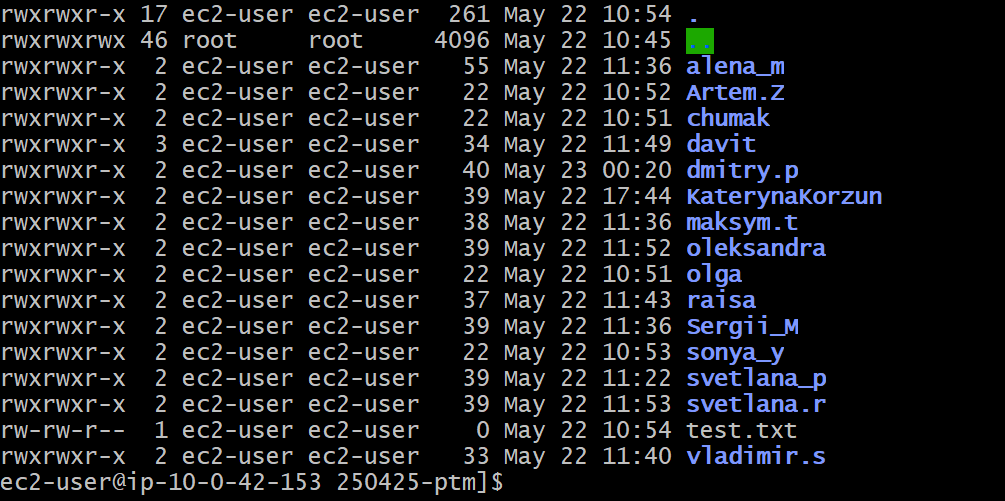 rwxrwxr-x 17 ec2-user ec2-user  261 May 22 10:54 .
rwxrwxrwx 46 root     root     4096 May 22 10:45 ..
rwxrwxr-x  2 ec2-user ec2-user   55 May 22 11:36 alena_m
rwxrwxr-x  2 ec2-user ec2-user   22 May 22 10:52 Artem.Z
rwxrwxr-x  2 ec2-user ec2-user   22 May 22 10:51 chumak
rwxrwxr-x  3 ec2-user ec2-user   34 May 22 11:49 davit
rwxrwxr-x  2 ec2-user ec2-user   40 May 23 00:20 dmitry.p
rwxrwxr-x  2 ec2-user ec2-user   39 May 22 17:44 KaterynaKorzun
rwxrwxr-x  2 ec2-user ec2-user   38 May 22 11:36 maksym.t
rwxrwxr-x  2 ec2-user ec2-user   39 May 22 11:52 oleksandra
rwxrwxr-x  2 ec2-user ec2-user   22 May 22 10:51 olga
rwxrwxr-x  2 ec2-user ec2-user   37 May 22 11:43 raisa
rwxrwxr-x  2 ec2-user ec2-user   39 May 22 11:36 Sergii_M
rwxrwxr-x  2 ec2-user ec2-user   22 May 22 10:53 sonya_y
rwxrwxr-x  2 ec2-user ec2-user   39 May 22 11:22 svetlana_p
rwxrwxr-x  2 ec2-user ec2-user   39 May 22 11:53 svetlana.r
rw-rw-r--  1 ec2-user ec2-user    0 May 22 10:54 test.txt
rwxrwxr-x  2 ec2-user ec2-user   33 May 22 11:40 vladimir.s
ec2-user@ip-10-0-42-153 250425-ptm]$